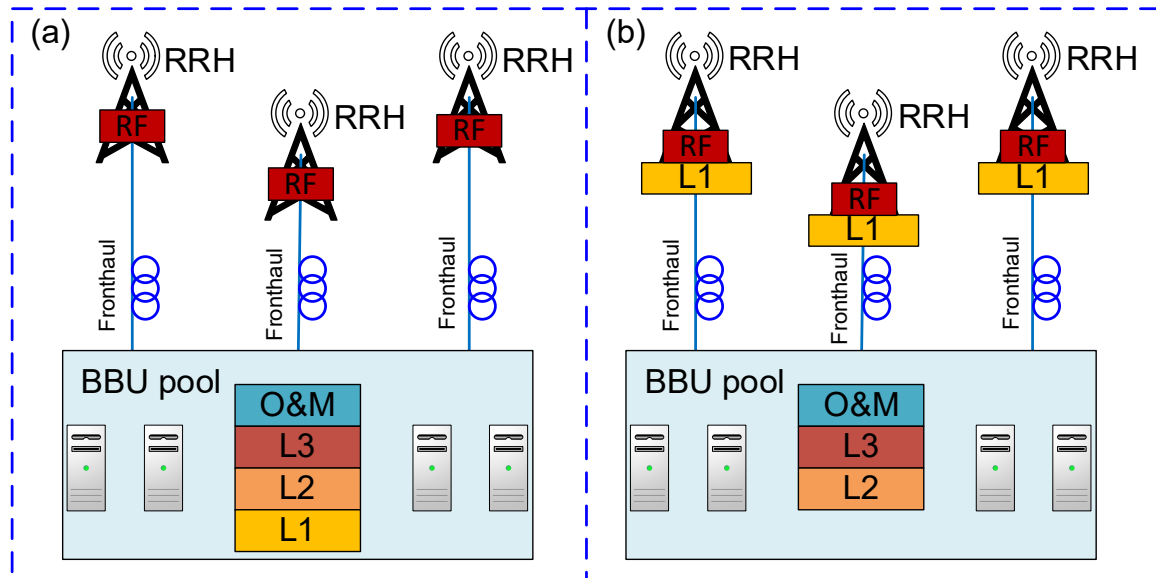 (a)
RRH
RRH
RRH
RF
RF
RF
Fronthaul
Fronthaul
Fronthaul
BBU pool
O&M
L3
L2
L1
(b)
RRH
RRH
RRH
RF
L1
RF
L1
RF
L1
Fronthaul
Fronthaul
Fronthaul
BBU pool
O&M
L3
L2